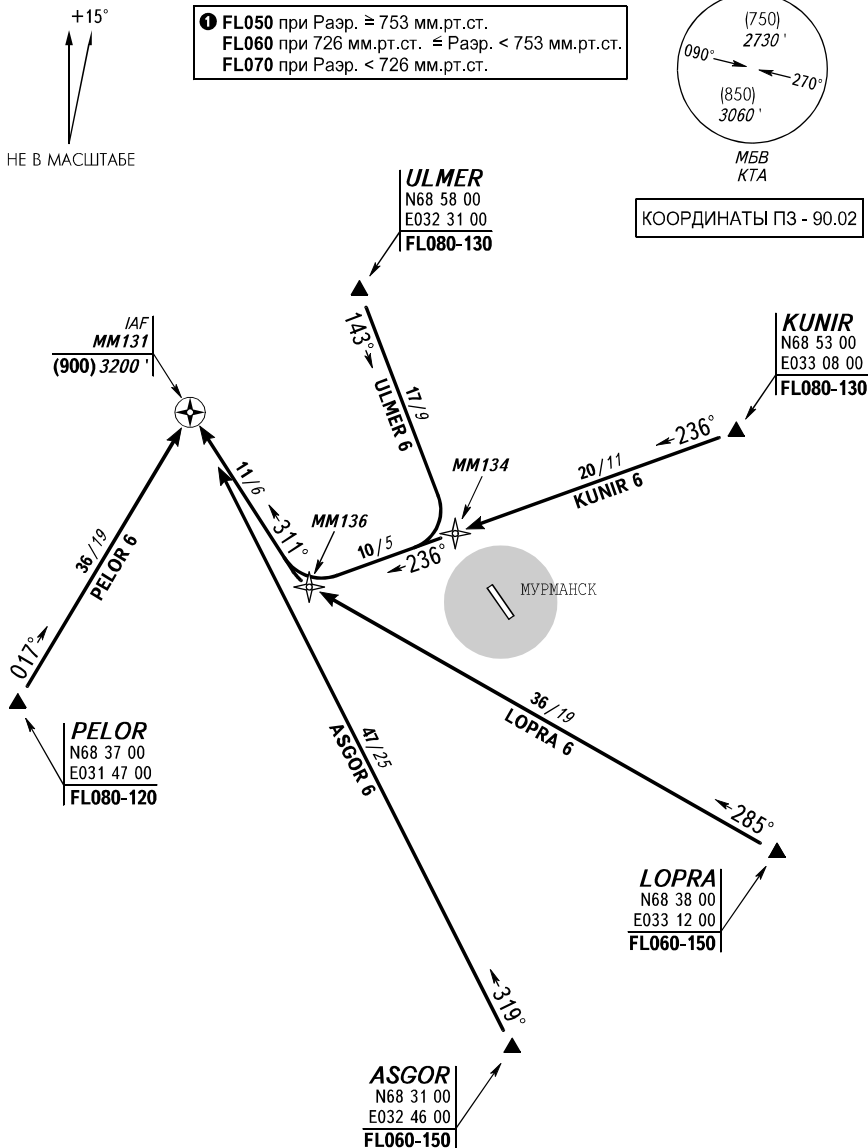 +15°
НЕ В МАСШТАБЕ
❶ FL050 при Рaэр. ≥ 753 мм.рт.ст.
FL060 при 726 мм.рт.ст. ≤ Рaэр. < 753 мм.рт.ст.
FL070 при Рaэр. < 726 мм.рт.ст.
(750)
2730 '
090°
270°
(850)
3060 '
МБВ
КТА
КООРДИНАТЫ ПЗ - 90.02
ULMER
N68 58 00
E032 31 00
FL080-130
IAF
MM131
(900) 3200 '
KUNIR
N68 53 00
E033 08 00
FL080-130
143°
17/9
ULMER 6
236°
20/11
KUNIR 6
MM134
11/6
311°
MM136
10/5
236°
МУРМАНСК
36/19
PELOR 6
017°
PELOR
N68 37 00
E031 47 00
FL080-120
47/25
ASGOR 6
36/19
LOPRA 6
285°
LOPRA
N68 38 00
E033 12 00
FL060-150
319°
ASGOR
N68 31 00
E032 46 00
FL060-150